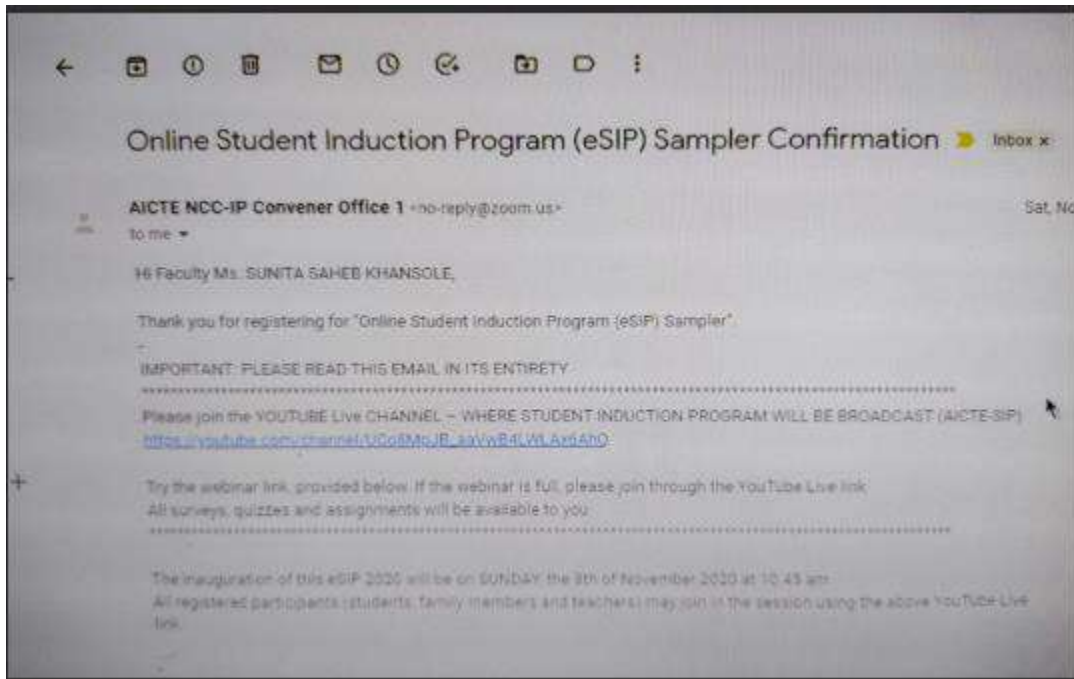 Online Student Induction Program (eSIP) Sampler Confirmation
Inbox x
AICTE NCC-IP Convener Office 1 <no-reply@zoom.us>
Sat, No
to me
Hi Faculty Ms. SUNITA SAHEB KHANSOLE,
Thank you for registering for "Online Student Induction Program (eSIP) Sampler".
IMPORTANT: PLEASE READ THIS EMAIL IN ITS ENTIRETY
Please join the YOUTUBE Live CHANNEL – WHERE STUDENT INDUCTION PROGRAM WILL BE BROADCAST (AICTE-SIP)
Try the webinar link, provided below. If the webinar is full, please join through the YouTube Live link
All surveys, quizzes and assignments will be available to you
The inauguration of this eSIP 2020 will be on SUNDAY the of November 2020 at 10.45 am
All registered participants (students, family members and teachers) may join in the session using the above YouTube Live
link